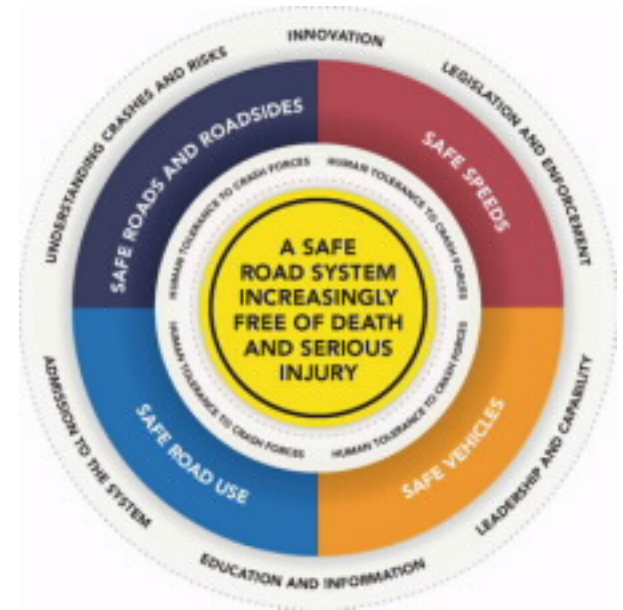 INNOVATION
LEGISLATION AND ENFORCEMENT
LEADERSHIP AND CAPABILITY
EDUCATION AND INFORMATION
ADMISSION TO THE SYSTEM
UNDERSTANDING CRASHES AND RISKS
SAFE ROADS AND ROADSIDES
SAFE SPEEDS
SAFE VEHICLES
SAFE ROAD USE
HUMAN TOLERANCE TO CRASH FORCES
HUMAN TOLERANCE TO CRASH FORCES
HUMAN TOLERANCE TO CRASH FORCES
HUMAN TOLERANCE TO CRASH FORCES
A SAFE
ROAD SYSTEM
INCREASINGLY
FREE OF DEATH
AND SERIOUS
INJURY